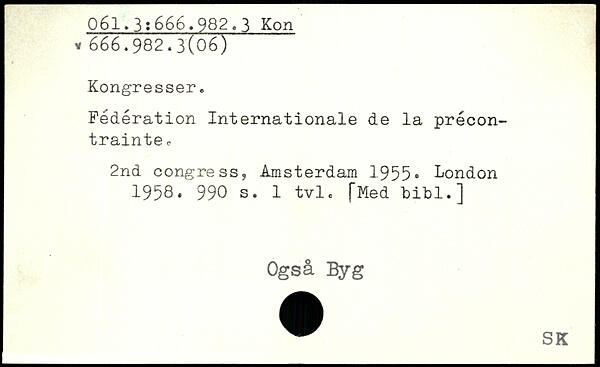 061.3:666.982.3 Kon
v 666.982.3(06)
Kongresser.
Fédération Internationale de la précon-
trainte.
2nd congress, Amsterdam 1955. London
1958. 990 s. 1 tvl. [Med bibl.]
Også Byg
SK